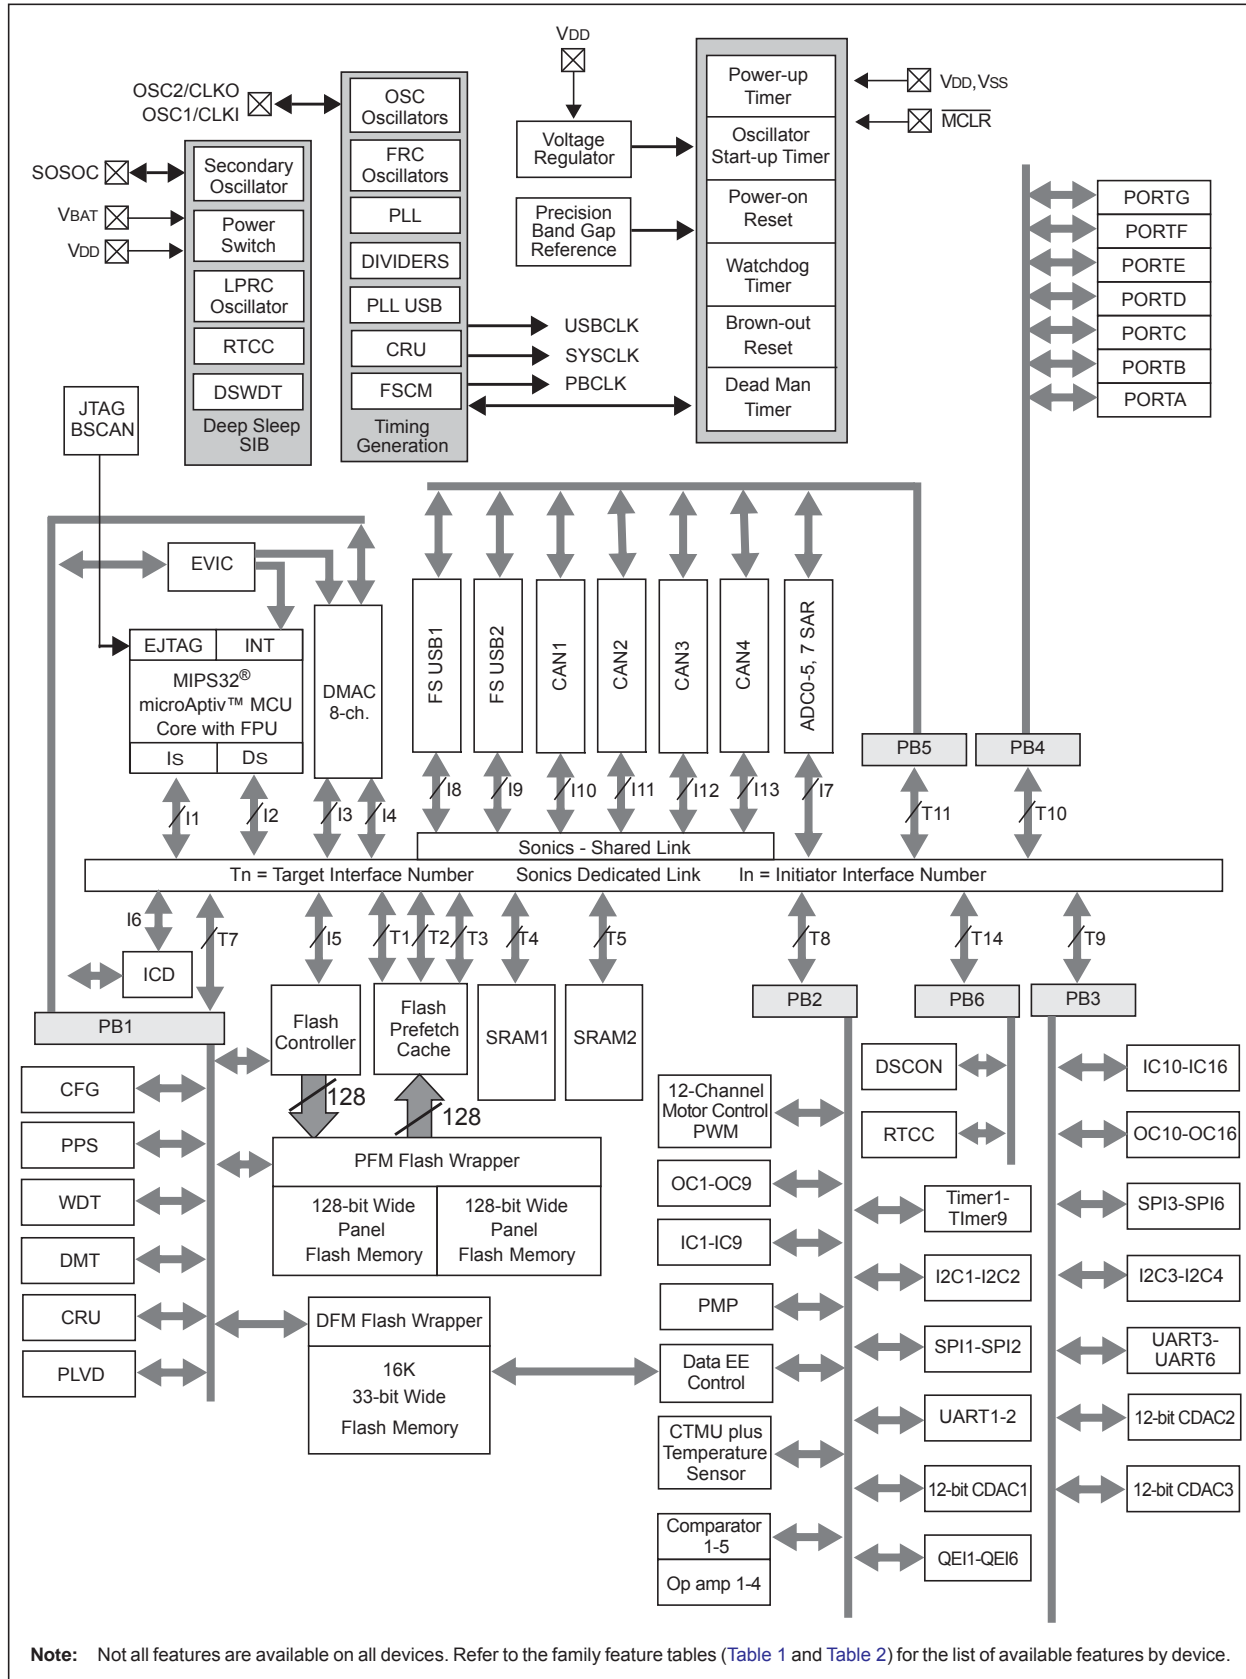 VDD
OSC2/CLKO
OSC1/CLKI
SOSOC
VBAT
VDD
Secondary
Oscillator
Power
Switch
LPRC
Oscillator
RTCC
DSWDT
Deep Sleep
SIB
OSC
Oscillators
FRC
Oscillators
PLL
DIVIDERS
PLL USB
CRU
FSCM
Timing
Generation
USBCLK
SYSCLK
PBCLK
Voltage
Regulator
Precision
Band Gap
Reference
Power-up
Timer
Oscillator
Start-up Timer
Power-on
Reset
Watchdog
Timer
Brown-out
Reset
Dead Man
Timer
VDD, VSS
MCLR
PORTG
PORTF
PORTE
PORTD
PORTC
PORTB
PORTA
JTAG
BSCAN
EVIC
EJTAG
INT
MIPS32®
microAptiv™ MCU
Core with FPU
IS
DS
DMAC
8-ch.
FS USB1
FS USB2
CAN1
CAN2
CAN3
CAN4
ADC0-5, 7 SAR
PB5
PB4
I1
I2
I3
I4
I8
I9
I10
I11
I12
I13
I7
T11
T10
Sonics - Shared Link
Tn = Target Interface Number Sonics Dedicated Link In = Initiator Interface Number
I6
T7
I5
T1
T2
T3
T4
T5
T8
T14
T9
ICD
PB1
Flash
Controller
Flash
Prefetch
Cache
SRAM1
SRAM2
PB2
PB6
PB3
128
128
CFG
PPS
WDT
DMT
CRU
PLVD
PFM Flash Wrapper
128-bit Wide
Panel
Flash Memory
128-bit Wide
Panel
Flash Memory
DFM Flash Wrapper
16K
33-bit Wide
Flash Memory
12-Channel
Motor Control
PWM
OC1-OC9
IC1-IC9
PMP
Data EE
Control
CTMU plus
Temperature
Sensor
Comparator
1-5
Op amp 1-4
DSCON
RTCC
Timer1-
TImer9
I2C1-I2C2
SPI1-SPI2
UART1-2
12-bit CDAC1
QEI1-QEI6
IC10-IC16
OC10-OC16
SPI3-SPI6
I2C3-I2C4
UART3-
UART6
12-bit CDAC2
12-bit CDAC3
Note: Not all features are available on all devices. Refer to the family feature tables (Table 1 and Table 2) for the list of available features by device.